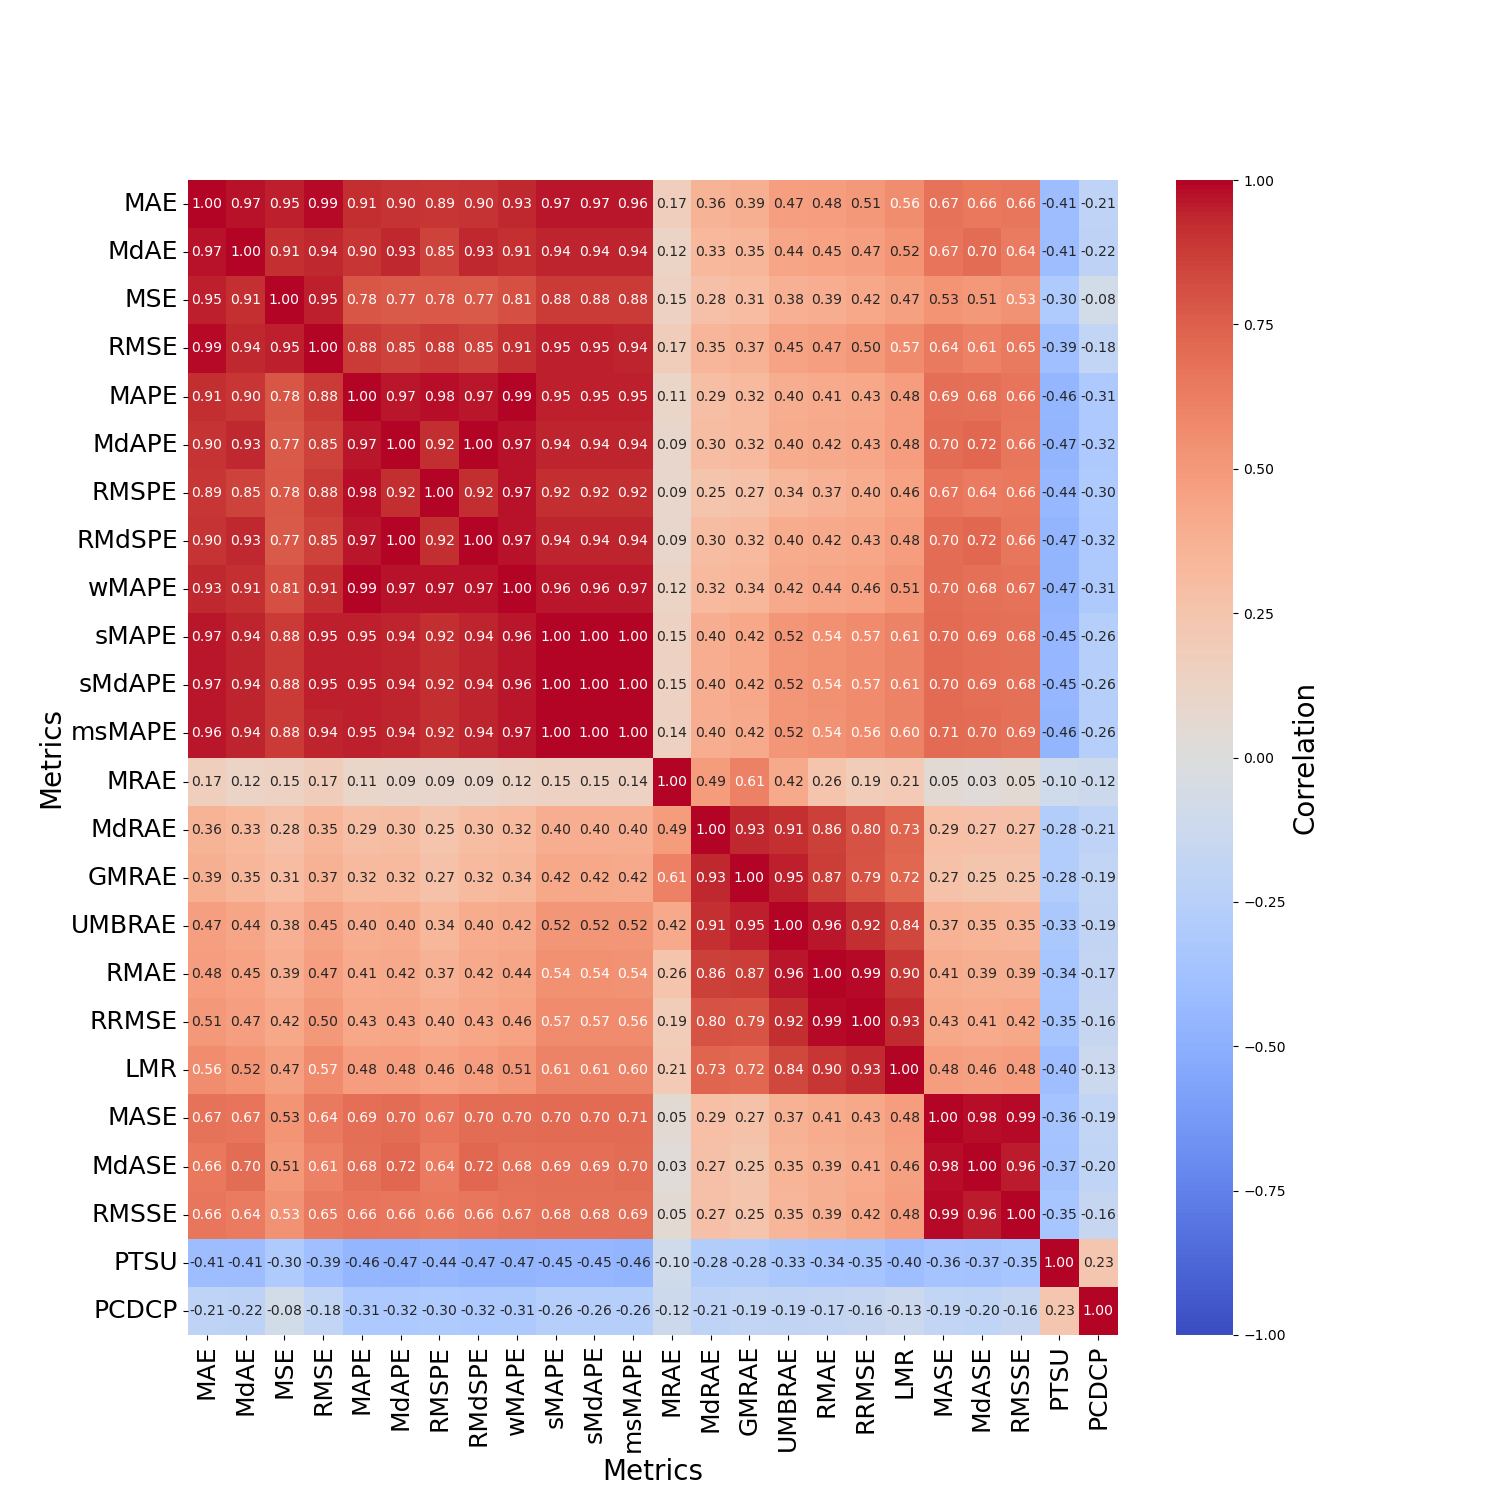 MAE 1.00 0.97 0.95 0.99 0.91 0.90 0.89 0.90 0.93 0.97 0.97 0.96 0.17 0.36 0.39 0.47 0.48 0.51 0.56 0.67 0.66 0.66 -0.41 -0.21
MdAE 0.97 1.00 0.91 0.94 0.90 0.93 0.85 0.93 0.91 0.94 0.94 0.94 0.12 0.33 0.35 0.44 0.45 0.47 0.52 0.67 0.70 0.64 -0.41 -0.22
MSE 0.95 0.91 1.00 0.95 0.78 0.77 0.78 0.77 0.81 0.88 0.88 0.88 0.15 0.28 0.31 0.38 0.39 0.42 0.47 0.53 0.51 0.53 -0.30 -0.08
RMSE 0.99 0.94 0.95 1.00 0.88 0.85 0.88 0.85 0.91 0.95 0.95 0.94 0.17 0.35 0.37 0.45 0.47 0.50 0.57 0.64 0.61 0.65 -0.39 -0.18
MAPE 0.91 0.90 0.78 0.88 1.00 0.97 0.98 0.97 0.99 0.95 0.95 0.95 0.11 0.29 0.32 0.40 0.41 0.43 0.48 0.69 0.68 0.66 -0.46 -0.31
MdAPE 0.90 0.93 0.77 0.85 0.97 1.00 0.92 1.00 0.97 0.94 0.94 0.94 0.09 0.30 0.32 0.40 0.42 0.43 0.48 0.70 0.72 0.66 -0.47 -0.32
RMSPE 0.89 0.85 0.78 0.88 0.98 0.92 1.00 0.92 0.97 0.92 0.92 0.92 0.09 0.25 0.27 0.34 0.37 0.40 0.46 0.67 0.64 0.66 -0.44 -0.30
RMdSPE 0.90 0.93 0.77 0.85 0.97 1.00 0.92 1.00 0.97 0.94 0.94 0.94 0.09 0.30 0.32 0.40 0.42 0.43 0.48 0.70 0.72 0.66 -0.47 -0.32
wMAPE 0.93 0.91 0.81 0.91 0.99 0.97 0.97 0.97 1.00 0.96 0.96 0.97 0.12 0.32 0.34 0.42 0.44 0.46 0.51 0.70 0.68 0.67 -0.47 -0.31
sMAPE 0.97 0.94 0.88 0.95 0.95 0.94 0.92 0.94 0.96 1.00 1.00 1.00 0.15 0.40 0.42 0.52 0.54 0.57 0.61 0.70 0.69 0.68 -0.45 -0.26
sMdAPE 0.97 0.94 0.88 0.95 0.95 0.94 0.92 0.94 0.96 1.00 1.00 1.00 0.15 0.40 0.42 0.52 0.54 0.57 0.61 0.70 0.69 0.68 -0.45 -0.26
msMAPE 0.96 0.94 0.88 0.94 0.95 0.94 0.92 0.94 0.97 1.00 1.00 1.00 0.14 0.40 0.42 0.52 0.54 0.56 0.60 0.71 0.70 0.69 -0.46 -0.26
MRAE 0.17 0.12 0.15 0.17 0.11 0.09 0.09 0.09 0.12 0.15 0.15 0.14 1.00 0.49 0.61 0.42 0.26 0.19 0.21 0.05 0.03 0.05 -0.10 -0.12
MdRAE 0.36 0.33 0.28 0.35 0.29 0.30 0.25 0.30 0.32 0.40 0.40 0.40 0.49 1.00 0.93 0.91 0.86 0.80 0.73 0.29 0.27 0.27 -0.28 -0.21
GMRAE 0.39 0.35 0.31 0.37 0.32 0.32 0.27 0.32 0.34 0.42 0.42 0.42 0.61 0.93 1.00 0.95 0.87 0.79 0.72 0.27 0.25 0.25 -0.28 -0.19
UMBRAE 0.47 0.44 0.38 0.45 0.40 0.40 0.34 0.40 0.42 0.52 0.52 0.52 0.42 0.91 0.95 1.00 0.96 0.92 0.84 0.37 0.35 0.35 -0.33 -0.19
RMAE 0.48 0.45 0.39 0.47 0.41 0.42 0.37 0.42 0.44 0.54 0.54 0.54 0.26 0.86 0.87 0.96 1.00 0.99 0.90 0.41 0.39 0.39 -0.34 -0.17
RRMSE 0.51 0.47 0.42 0.50 0.43 0.43 0.40 0.43 0.46 0.57 0.57 0.56 0.19 0.80 0.79 0.92 0.99 1.00 0.93 0.43 0.41 0.42 -0.35 -0.16
LMR 0.56 0.52 0.47 0.57 0.48 0.48 0.46 0.48 0.51 0.61 0.61 0.60 0.21 0.73 0.72 0.84 0.90 0.93 1.00 0.48 0.46 0.48 -0.40 -0.13
MASE 0.67 0.67 0.53 0.64 0.69 0.70 0.67 0.70 0.70 0.70 0.70 0.71 0.05 0.29 0.27 0.37 0.41 0.43 0.48 1.00 0.98 0.99 -0.36 -0.19
MdASE 0.66 0.70 0.51 0.61 0.68 0.72 0.64 0.72 0.68 0.69 0.69 0.70 0.03 0.27 0.25 0.35 0.39 0.41 0.46 0.98 1.00 0.96 -0.37 -0.20
RMSSE 0.66 0.64 0.53 0.65 0.66 0.66 0.66 0.66 0.67 0.68 0.68 0.69 0.05 0.27 0.25 0.35 0.39 0.42 0.48 0.99 0.96 1.00 -0.35 -0.16
PTSU -0.41 -0.41 -0.30 -0.39 -0.46 -0.47 -0.44 -0.47 -0.47 -0.45 -0.45 -0.46 -0.10 -0.28 -0.28 -0.33 -0.34 -0.35 -0.40 -0.36 -0.37 -0.35 1.00 0.23
PCDCP -0.21 -0.22 -0.08 -0.18 -0.31 -0.32 -0.30 -0.32 -0.31 -0.26 -0.26 -0.26 -0.12 -0.21 -0.19 -0.19 -0.17 -0.16 -0.13 -0.19 -0.20 -0.16 0.23 1.00
MAE MdAE MSE RMSE MAPE MdAPE RMSPE RMdSPE wMAPE sMAPE sMdAPE msMAPE MRAE MdRAE GMRAE UMBRAE RMAE RRMSE LMR MASE MdASE RMSSE PTSU PCDCP
Metrics
Metrics
1.00
0.75
0.50
0.25
0.00
−0.25
−0.50
−0.75
−1.00
Correlation